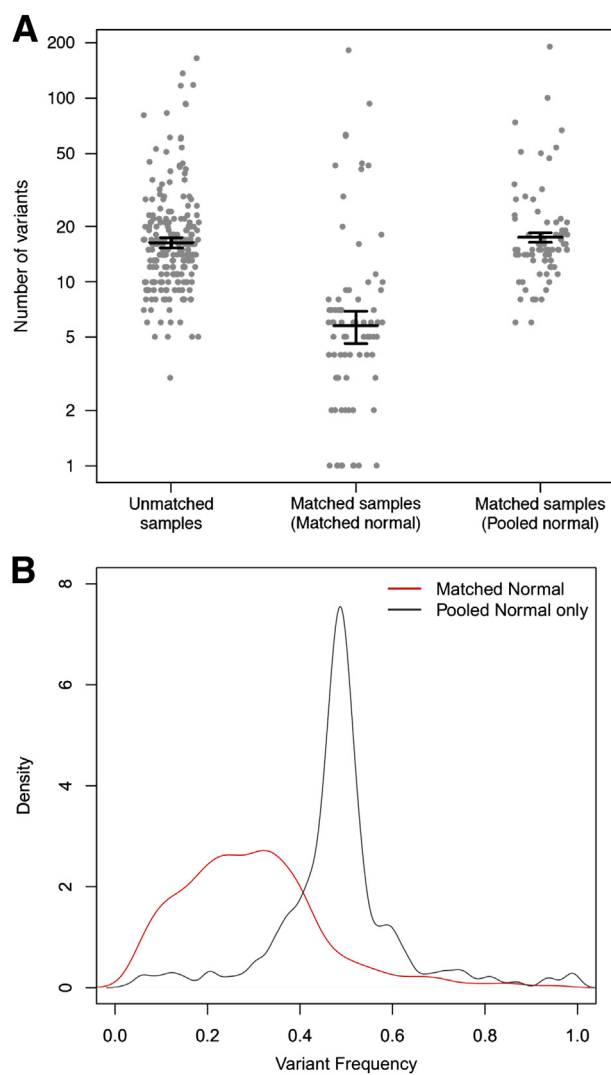 A
200
100
50
20
10
5
2
1
Number of variants
Unmatched
samples
Matched samples
(Matched normal)
Matched samples
(Pooled normal)
B
8
6
4
2
0
Density
Matched Normal
Pooled Normal only
0.0 0.2 0.4 0.6 0.8 1.0
Variant Frequency